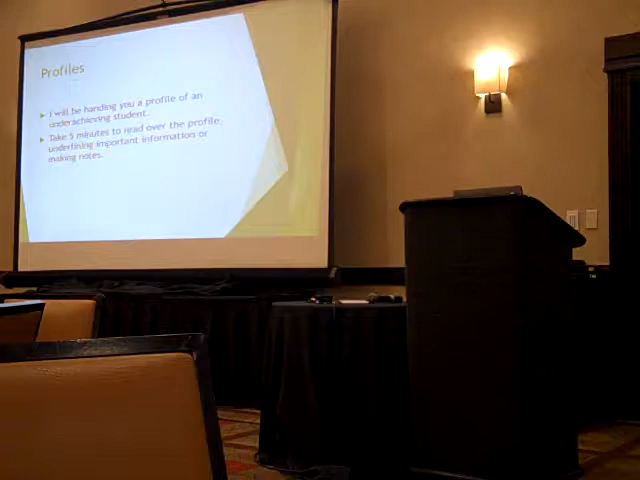 Profiles
I will be handing you a profile of an
underachieving student.
Take 5 minutes to read over the profile,
underlining important information or
making notes.